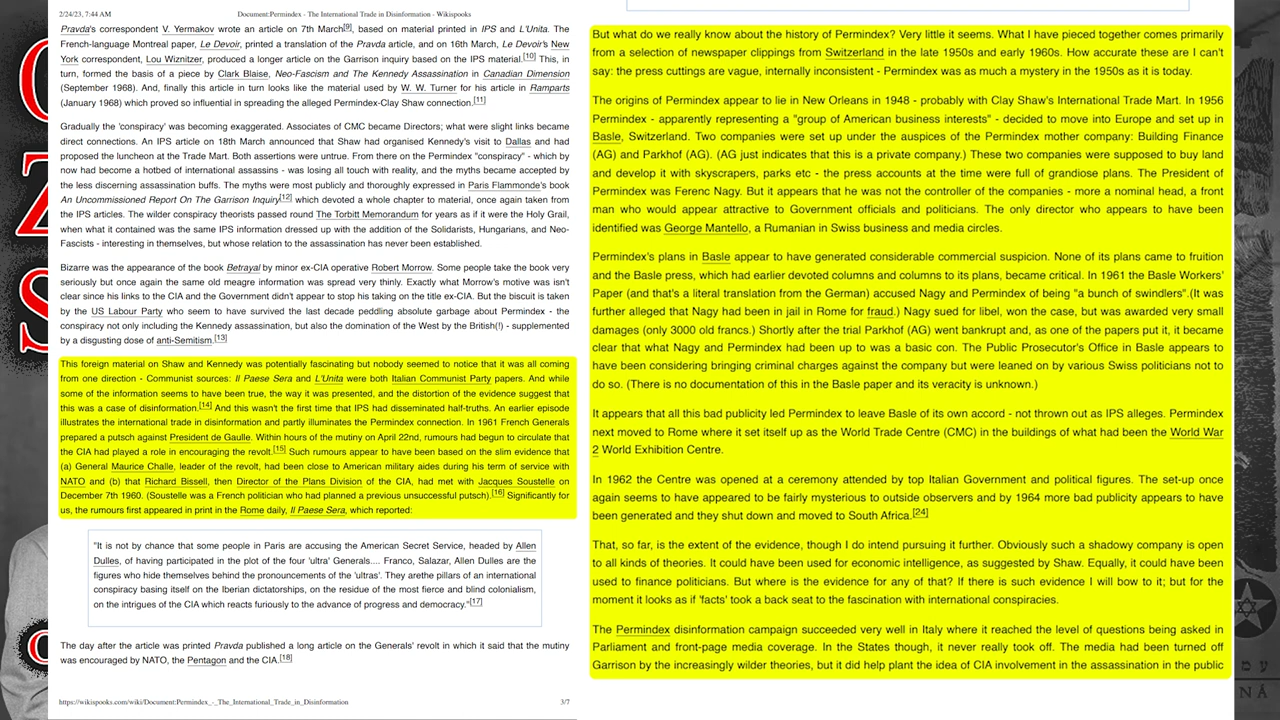 2/24/23, 7:44 AM
Document:Permindex - The International Trade in Disinformation - Wikispooks
Pravda's correspondent V. Yermakov wrote an article on 7th March[9], based on material printed in IPS and L'Unita. The
French-language Montreal paper, Le Devoir, printed a translation of the Pravda article, and on 16th March, Le Devoir's New
York correspondent, Lou Wiznitzer, produced a longer article on the Garrison inquiry based on the IPS material.[10] This, in
turn, formed the basis of a piece by Clark Blaise, Neo-Fascism and The Kennedy Assassination in Canadian Dimension
(September 1968). And, finally this article in turn looks like the material used by W. W. Turner for his article in Ramparts
(January 1968) which proved so influential in spreading the alleged Permindex-Clay Shaw connection.[11]
Gradually the 'conspiracy' was becoming exaggerated. Associates of CMC became Directors; what were slight links became
direct connections. An IPS article on 18th March announced that Shaw had organised Kennedy's visit to Dallas and had
proposed the luncheon at the Trade Mart. Both assertions were untrue. From there on the Permindex "conspiracy" - which by
now had become a hotbed of international assassins - was losing all touch with reality, and the myths became accepted by
the less discerning assassination buffs. The myths were most publicly and thoroughly expressed in Paris Flammonde's book
An Uncommissioned Report On The Garrison Inquiry[12] which devoted a whole chapter to material, once again taken from
the IPS articles. The wilder conspiracy theorists passed round The Torbitt Memorandum for years as if it were the Holy Grail,
when what it contained was the same IPS information dressed up with the addition of the Solidarists, Hungarians, and Neo-
Fascists - interesting in themselves, but whose relation to the assassination has never been established.
Bizarre was the appearance of the book Betrayal by minor ex-CIA operative Robert Morrow. Some people take the book very
seriously but once again the same old meagre information was spread very thinly. Exactly what Morrow's motive was isn't
clear since his links to the CIA and the Government didn't appear to stop his taking on the title ex-CIA. But the biscuit is taken
by the US Labour Party who seem to have survived the last decade peddling absolute garbage about Permindex - the
conspiracy not only including the Kennedy assassination, but also the domination of the West by the British(!) - supplemented
by a disgusting dose of anti-Semitism.[13]
This foreign material on Shaw and Kennedy was potentially fascinating but nobody seemed to notice that it was all coming
from one direction - Communist sources: Il Paese Sera and L'Unita were both Italian Communist Party papers. And while
some of the information seems to have been true, the way it was presented, and the distortion of the evidence suggest that
this was a case of disinformation.[14] And this wasn't the first time that IPS had disseminated half-truths. An earlier episode
illustrates the international trade in disinformation and partly illuminates the Permindex connection. In 1961 French Generals
prepared a putsch against President de Gaulle. Within hours of the mutiny on April 22nd, rumours had begun to circulate that
the CIA had played a role in encouraging the revolt.[15] Such rumours appear to have been based on the slim evidence that
(a) General Maurice Challe, leader of the revolt, had been close to American military aides during his term of service with
NATO and (b) that Richard Bissell, then Director of the Plans Division of the CIA, had met with Jacques Soustelle on
December 7th 1960. (Soustelle was a French politician who had planned a previous unsuccessful putsch).[16] Significantly for
us, the rumours first appeared in print in the Rome daily, Il Paese Sera, which reported:
"It is not by chance that some people in Paris are accusing the American Secret Service, headed by Allen
Dulles, of having participated in the plot of the four 'ultra' Generals.... Franco, Salazar, Allen Dulles are the
figures who hide themselves behind the pronouncements of the 'ultras'. They arethe pillars of an international
conspiracy basing itself on the Iberian dictatorships, on the residue of the most fierce and blind colonialism,
on the intrigues of the CIA which reacts furiously to the advance of progress and democracy."[17]
The day after the article was printed Pravda published a long article on the Generals' revolt in which it said that the mutiny
was encouraged by NATO, the Pentagon and the CIA.[18]
https://wikispooks.com/wiki/Document:Permindex_-_The_International_Trade_in_Disinformation
3/7
But what do we really know about the history of Permindex? Very little it seems. What I have pieced together comes primarily
from a selection of newspaper clippings from Switzerland in the late 1950s and early 1960s. How accurate these are I can't
say: the press cuttings are vague, internally inconsistent - Permindex was as much a mystery in the 1950s as it is today.
The origins of Permindex appear to lie in New Orleans in 1948 - probably with Clay Shaw's International Trade Mart. In 1956
Permindex - apparently representing a "group of American business interests" - decided to move into Europe and set up in
Basle, Switzerland. Two companies were set up under the auspices of the Permindex mother company: Building Finance
(AG) and Parkhof (AG). (AG just indicates that this is a private company.) These two companies were supposed to buy land
and develop it with skyscrapers, parks etc - the press accounts at the time were full of grandiose plans. The President of
Permindex was Ferenc Nagy. But it appears that he was not the controller of the companies - more a nominal head, a front
man who would appear attractive to Government officials and politicians. The only director who appears to have been
identified was George Mantello, a Rumanian in Swiss business and media circles.
Permindex's plans in Basle appear to have generated considerable commercial suspicion. None of its plans came to fruition
and the Basle press, which had earlier devoted columns and columns to its plans, became critical. In 1961 the Basle Workers'
Paper (and that's a literal translation from the German) accused Nagy and Permindex of being "a bunch of swindlers".(It was
further alleged that Nagy had been in jail in Rome for fraud.) Nagy sued for libel, won the case, but was awarded very small
damages (only 3000 old francs.) Shortly after the trial Parkhof (AG) went bankrupt and, as one of the papers put it, it became
clear that what Nagy and Permindex had been up to was a basic con. The Public Prosecutor's Office in Basle appears to
have been considering bringing criminal charges against the company but were leaned on by various Swiss politicians not to
do so. (There is no documentation of this in the Basle paper and its veracity is unknown.)
It appears that all this bad publicity led Permindex to leave Basle of its own accord - not thrown out as IPS alleges. Permindex
next moved to Rome where it set itself up as the World Trade Centre (CMC) in the buildings of what had been the World War
2 World Exhibition Centre.
In 1962 the Centre was opened at a ceremony attended by top Italian Government and political figures. The set-up once
again seems to have appeared to be fairly mysterious to outside observers and by 1964 more bad publicity appears to have
been generated and they shut down and moved to South Africa.[24]
That, so far, is the extent of the evidence, though I do intend pursuing it further. Obviously such a shadowy company is open
to all kinds of theories. It could have been used for economic intelligence, as suggested by Shaw. Equally, it could have been
used to finance politicians. But where is the evidence for any of that? If there is such evidence I will bow to it; but for the
moment it looks as if 'facts' took a back seat to the fascination with international conspiracies.
The Permindex disinformation campaign succeeded very well in Italy where it reached the level of questions being asked in
Parliament and front-page media coverage. In the States though, it never really took off. The media had been turned off
Garrison by the increasingly wilder theories, but it did help plant the idea of CIA involvement in the assassination in the public